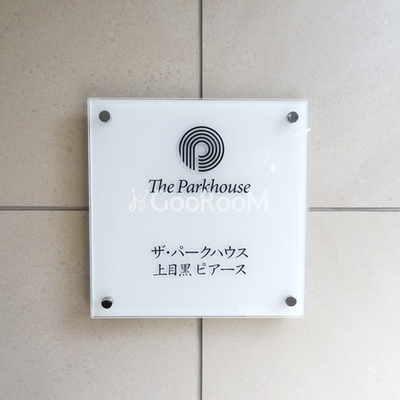 The Parkhouse
GooRooM
ザ・パークハウス
上目黒 ピアース